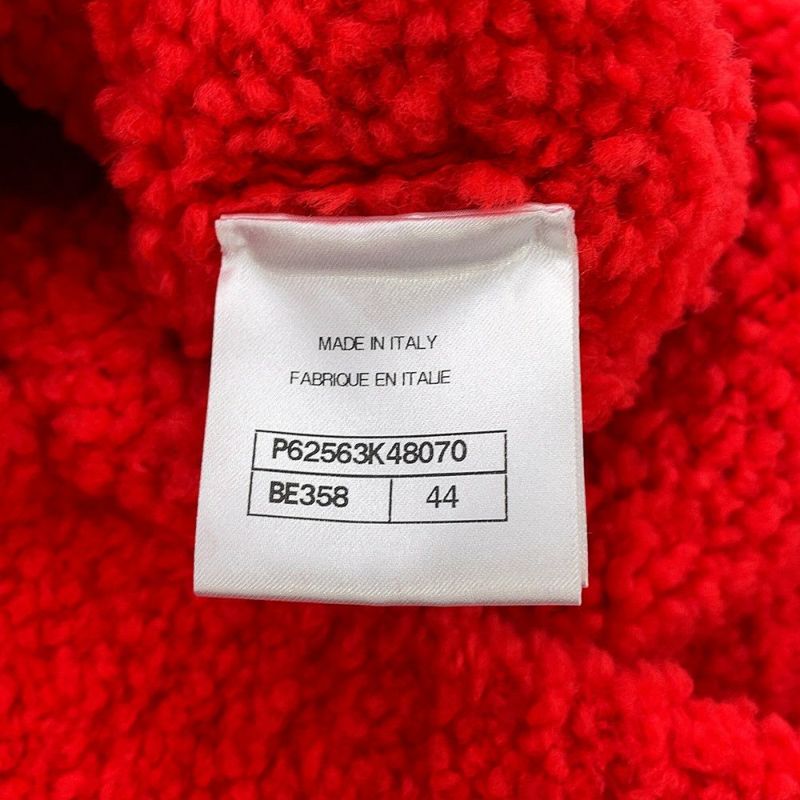 MADE IN ITALY
FABRIQUE EN ITALIE
P62563K48070
BE358 44